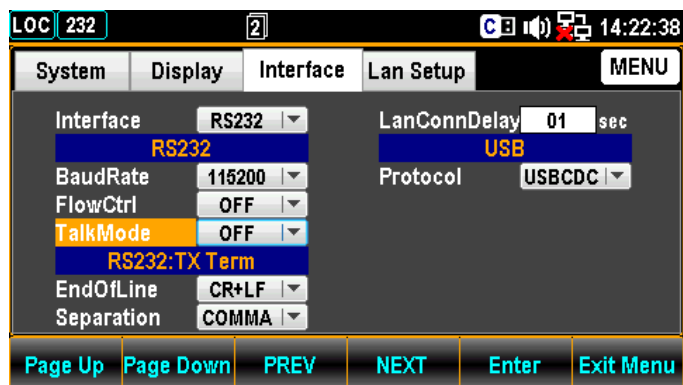 LOC 232 2 C 14:22:38
System Display Interface Lan Setup MENU
Interface RS232 LanConnDelay 01 sec
RS232 USB
BaudRate 115200 Protocol USBCDC
FlowCtrl OFF
TalkMode OFF
RS232:TX Term
EndOfLine CR+LF
Separation COMMA
Page Up Page Down PREV NEXT Enter Exit Menu